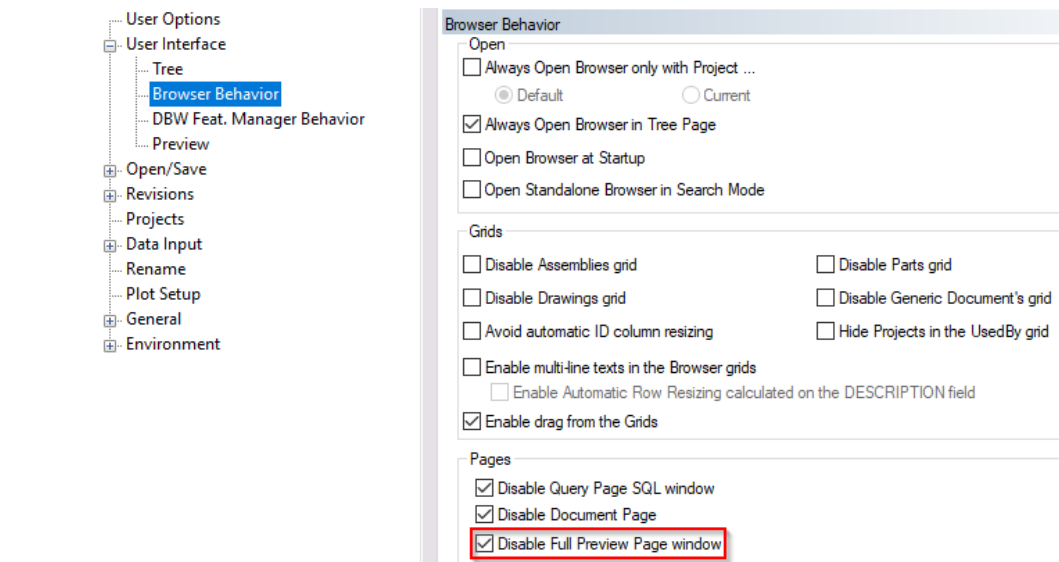 User Options
User Interface
Tree
Browser Behavior
DBW Feat. Manager Behavior
Preview
Open/Save
Revisions
Projects
Data Input
Rename
Plot Setup
General
Environment
Browser Behavior
Open
Always Open Browser only with Project ...
Default Current
Always Open Browser in Tree Page
Open Browser at Startup
Open Standalone Browser in Search Mode
Grids
Disable Assemblies grid Disable Parts grid
Disable Drawings grid Disable Generic Document's grid
Avoid automatic ID column resizing Hide Projects in the UsedBy grid
Enable multi-line texts in the Browser grids
Enable Automatic Row Resizing calculated on the DESCRIPTION field
Enable drag from the Grids
Pages
Disable Query Page SQL window
Disable Document Page
Disable Full Preview Page window